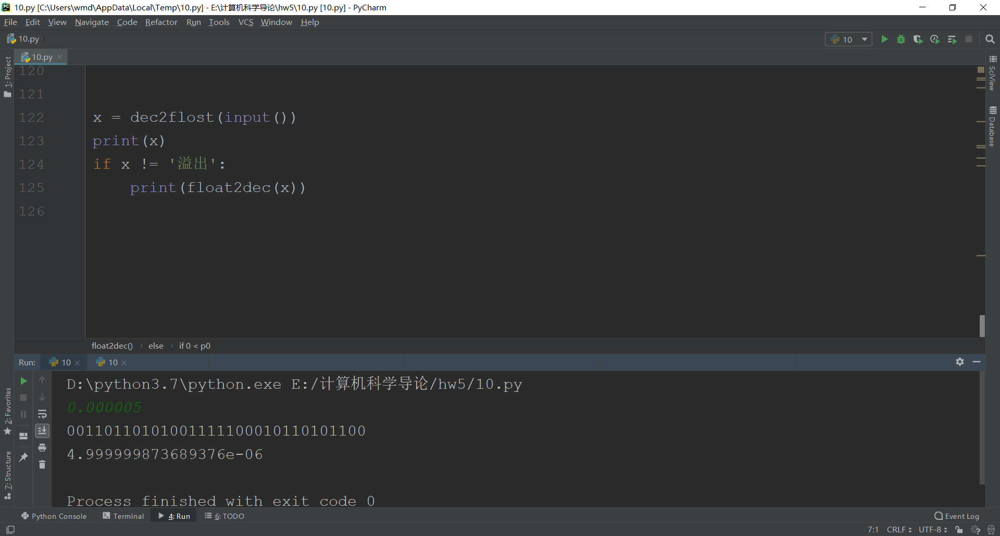 10.py [C:\Users\wmd\AppData\Local\Temp\10.py] - E:\计算机科学导论\hw5\10.py [10.py] - PyCharm
File Edit View Navigate Code Refactor Run Tools VCS Window Help
10.py
10
10.py
1: Project
SciView
Database
120
121
122 x = dec2flost(input())
123 print(x)
124 if x != '溢出':
125 print(float2dec(x))
126
float2dec() › else › if 0 < p0
Run: 10 10
D:\python3.7\python.exe E:/计算机科学导论/hw5/10.py
0.000005
00110110101001111100010110101100
4.999999873689376e-06
Process finished with exit code 0
2: Favorites
7: Structure
Python Console Terminal 4: Run 6: TODO Event Log
7:1 CRLF UTF-8